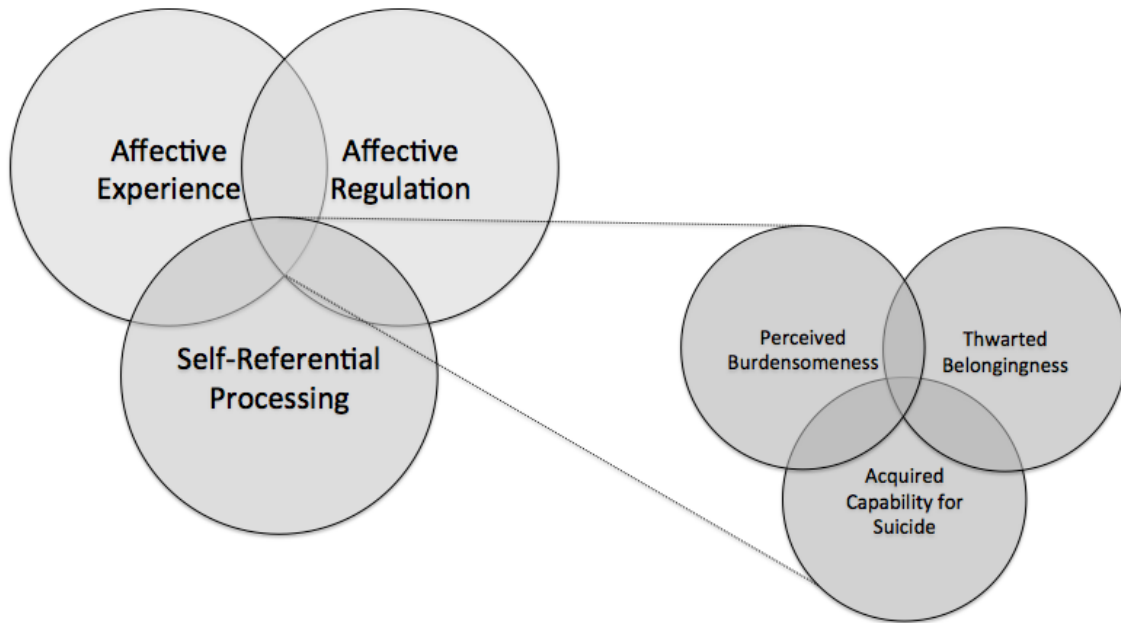 Affective
Experience
Affective
Regulation
Self-Referential
Processing
Perceived
Burdensomeness
Thwarted
Belongingness
Acquired
Capability for
Suicide